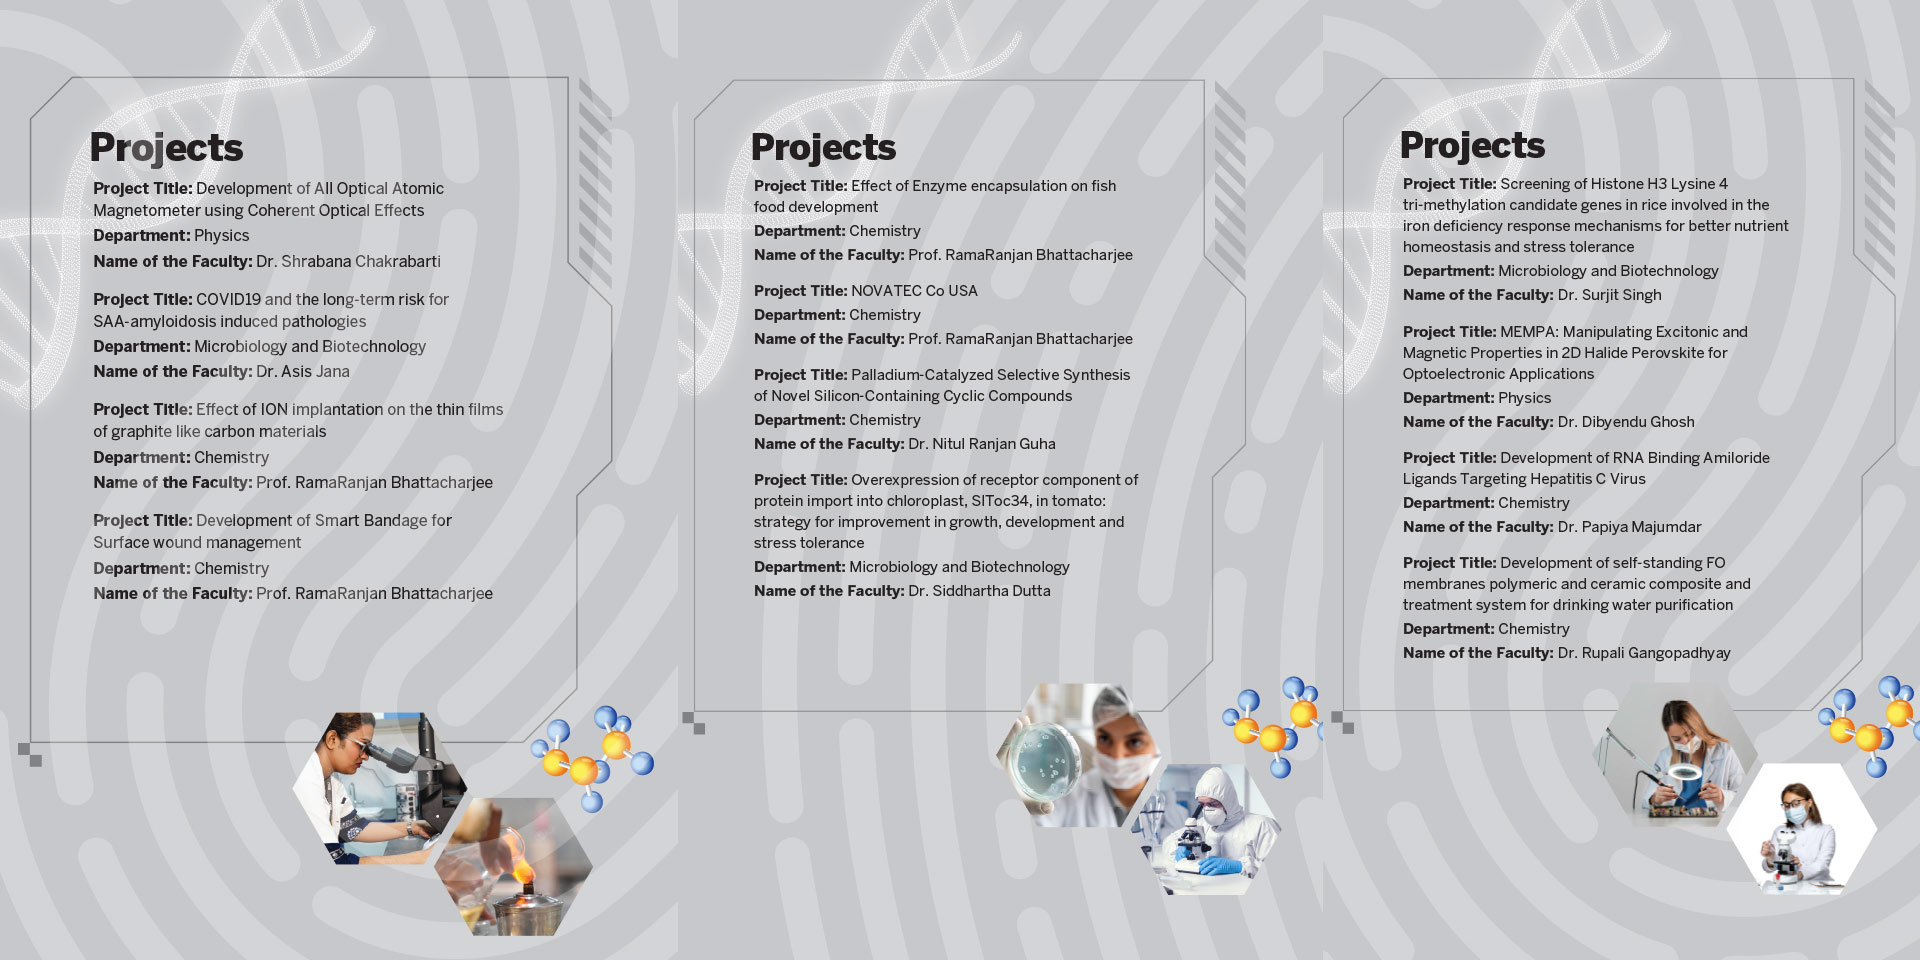 Projects
Project Title: Development of All Optical Atomic
Magnetometer using Coherent Optical Effects
Department: Physics
Name of the Faculty: Dr. Shrabana Chakrabarti
Project Title: COVID19 and the long-term risk for
SAA-amyloidosis induced pathologies
Department: Microbiology and Biotechnology
Name of the Faculty: Dr. Asis Jana
Project Title: Effect of ION implantation on the thin films
of graphite like carbon materials
Department: Chemistry
Name of the Faculty: Prof. RamaRanjan Bhattacharjee
Project Title: Development of Smart Bandage for
Surface wound management
Department: Chemistry
Name of the Faculty: Prof. RamaRanjan Bhattacharjee
Projects
Project Title: Effect of Enzyme encapsulation on fish
food development
Department: Chemistry
Name of the Faculty: Prof. RamaRanjan Bhattacharjee
Project Title: NOVATEC Co USA
Department: Chemistry
Name of the Faculty: Prof. RamaRanjan Bhattacharjee
Project Title: Palladium-Catalyzed Selective Synthesis
of Novel Silicon-Containing Cyclic Compounds
Department: Chemistry
Name of the Faculty: Dr. Nitul Ranjan Guha
Project Title: Overexpression of receptor component of
protein import into chloroplast, SlToc34, in tomato:
strategy for improvement in growth, development and
stress tolerance
Department: Microbiology and Biotechnology
Name of the Faculty: Dr. Siddhartha Dutta
Projects
Project Title: Screening of Histone H3 Lysine 4
tri-methylation candidate genes in rice involved in the
iron deficiency response mechanisms for better nutrient
homeostasis and stress tolerance
Department: Microbiology and Biotechnology
Name of the Faculty: Dr. Surjit Singh
Project Title: MEMPA: Manipulating Excitonic and
Magnetic Properties in 2D Halide Perovskite for
Optoelectronic Applications
Department: Physics
Name of the Faculty: Dr. Dibyendu Ghosh
Project Title: Development of RNA Binding Amiloride
Ligands Targeting Hepatitis C Virus
Department: Chemistry
Name of the Faculty: Dr. Papiya Majumdar
Project Title: Development of self-standing FO
membranes polymeric and ceramic composite and
treatment system for drinking water purification
Department: Chemistry
Name of the Faculty: Dr. Rupali Gangopadhyay